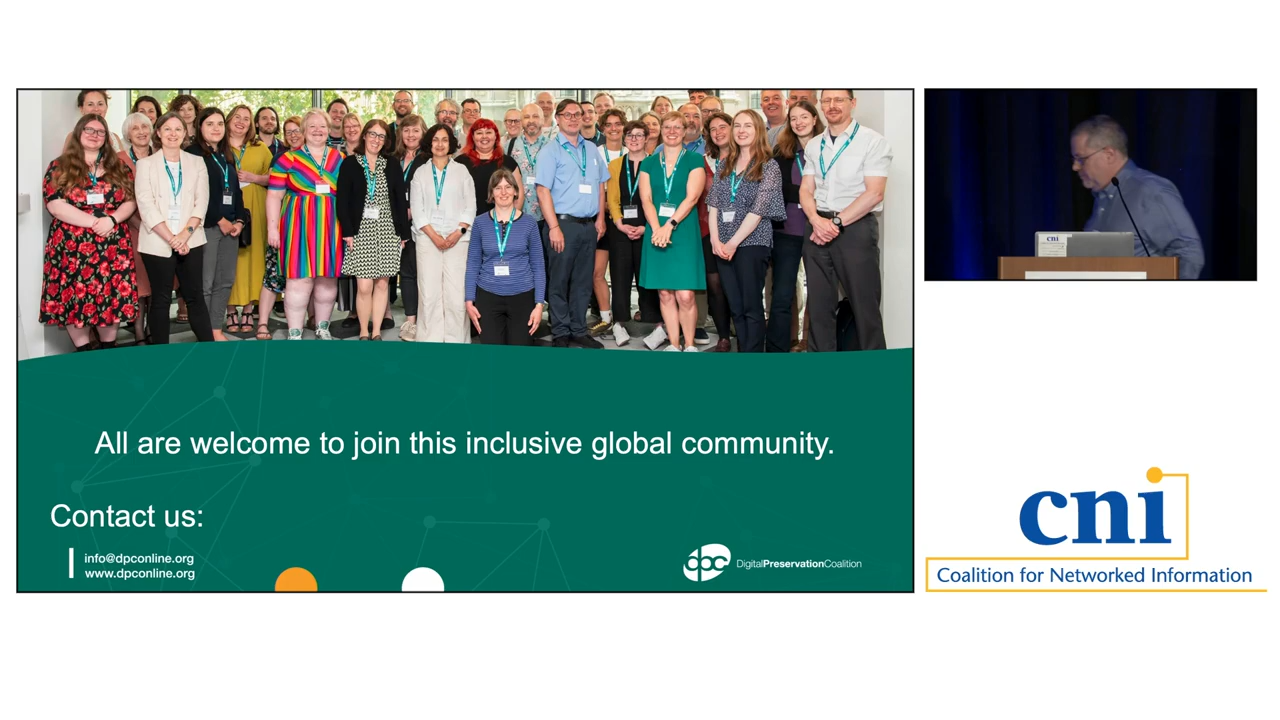 All are welcome to join this inclusive global community.
Contact us:
info@dpconline.org
www.dpconline.org
dpc DigitalPreservationCoalition
cni
cni
Coalition for Networked Information